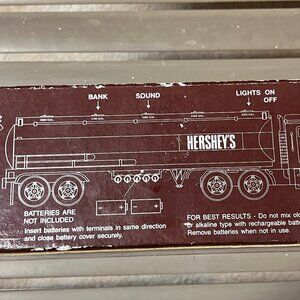 BANK SOUND LIGHTS ON
OFF
HERSHEY'S
BATTERIES ARE
NOT INCLUDED
Insert batteries with terminals in same direction
and close battery cover securely.
FOR BEST RESULTS - Do not mix old
or alkaline type with rechargeable batter
Remove batteries when not in use.